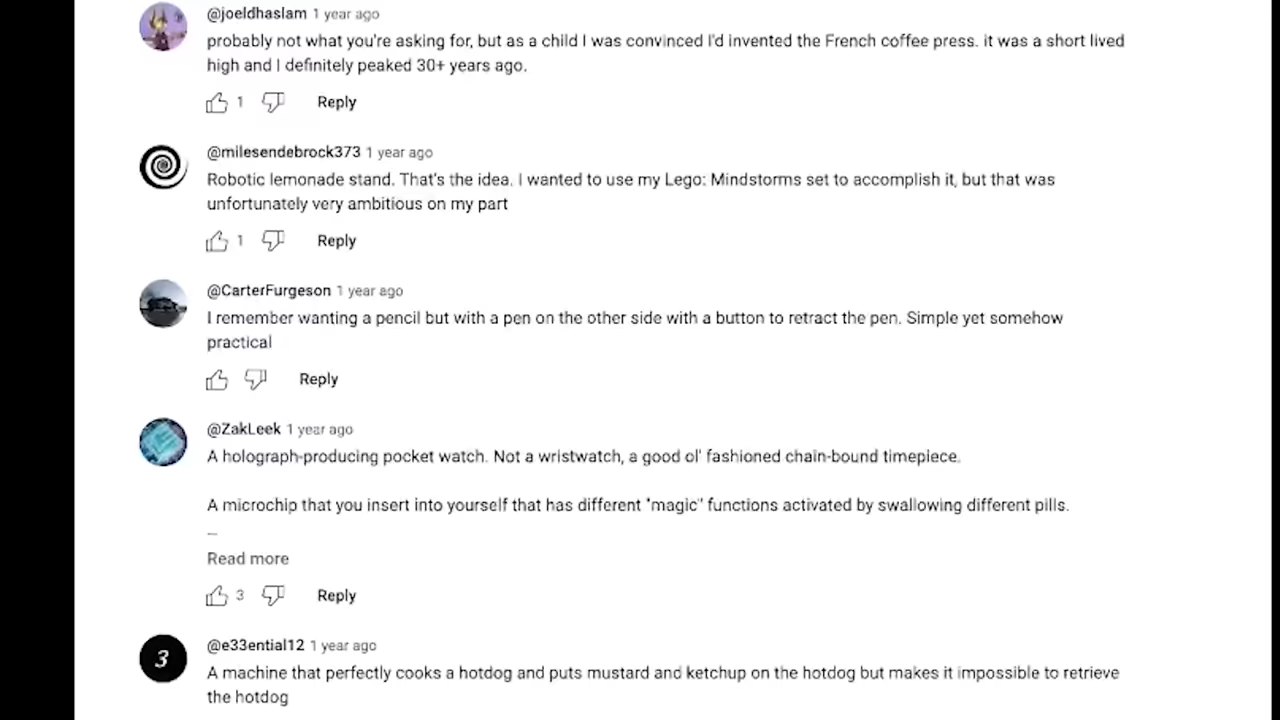 @joeldhaslam 1 year ago
probably not what you're asking for, but as a child I was convinced I'd invented the French coffee press. it was a short lived
high and I definitely peaked 30+ years ago.
1 Reply
@milesendebrock373 1 year ago
Robotic lemonade stand. That's the idea. I wanted to use my Lego: Mindstorms set to accomplish it, but that was
unfortunately very ambitious on my part
1 Reply
@CarterFurgeson 1 year ago
I remember wanting a pencil but with a pen on the other side with a button to retract the pen. Simple yet somehow
practical
Reply
@ZakLeek 1 year ago
A holograph-producing pocket watch. Not a wristwatch, a good ol' fashioned chain-bound timepiece.
A microchip that you insert into yourself that has different "magic" functions activated by swallowing different pills.
...
Read more
3 Reply
3
@e33ential12 1 year ago
A machine that perfectly cooks a hotdog and puts mustard and ketchup on the hotdog but makes it impossible to retrieve
the hotdog